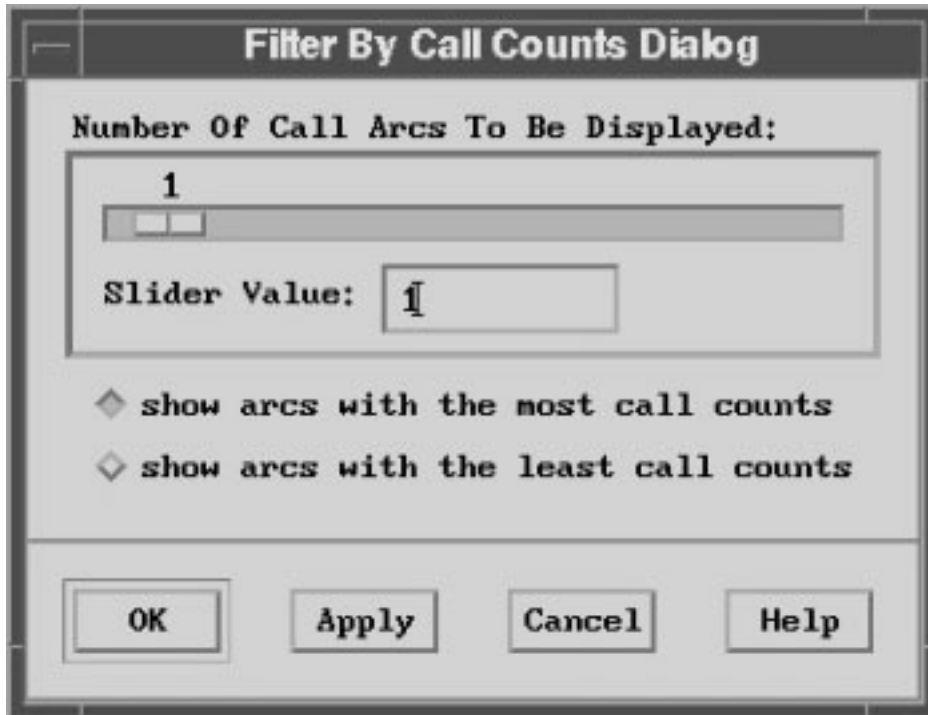 Filter By Call Counts Dialog
Number Of Call Arcs To Be Displayed:
1
Slider Value: 1
show arcs with the most call counts
show arcs with the least call counts
OK Apply Cancel Help